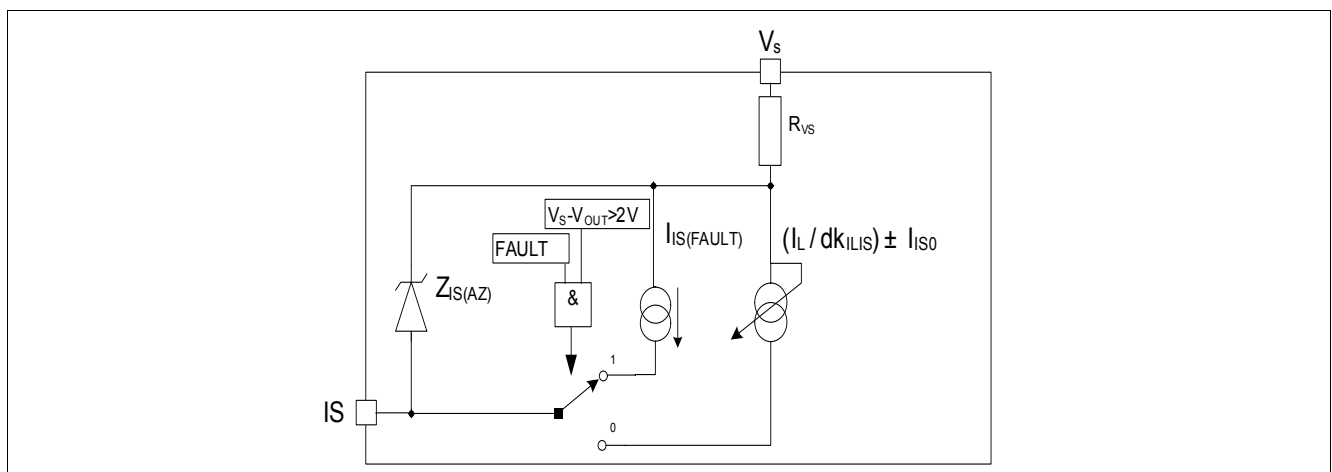 Vs
RVS
VS-VOUT>2V
FAULT
IIS(FAULT)
(IL / dkILIS) ± IIS0
ZIS(AZ)
&
1
IS
0